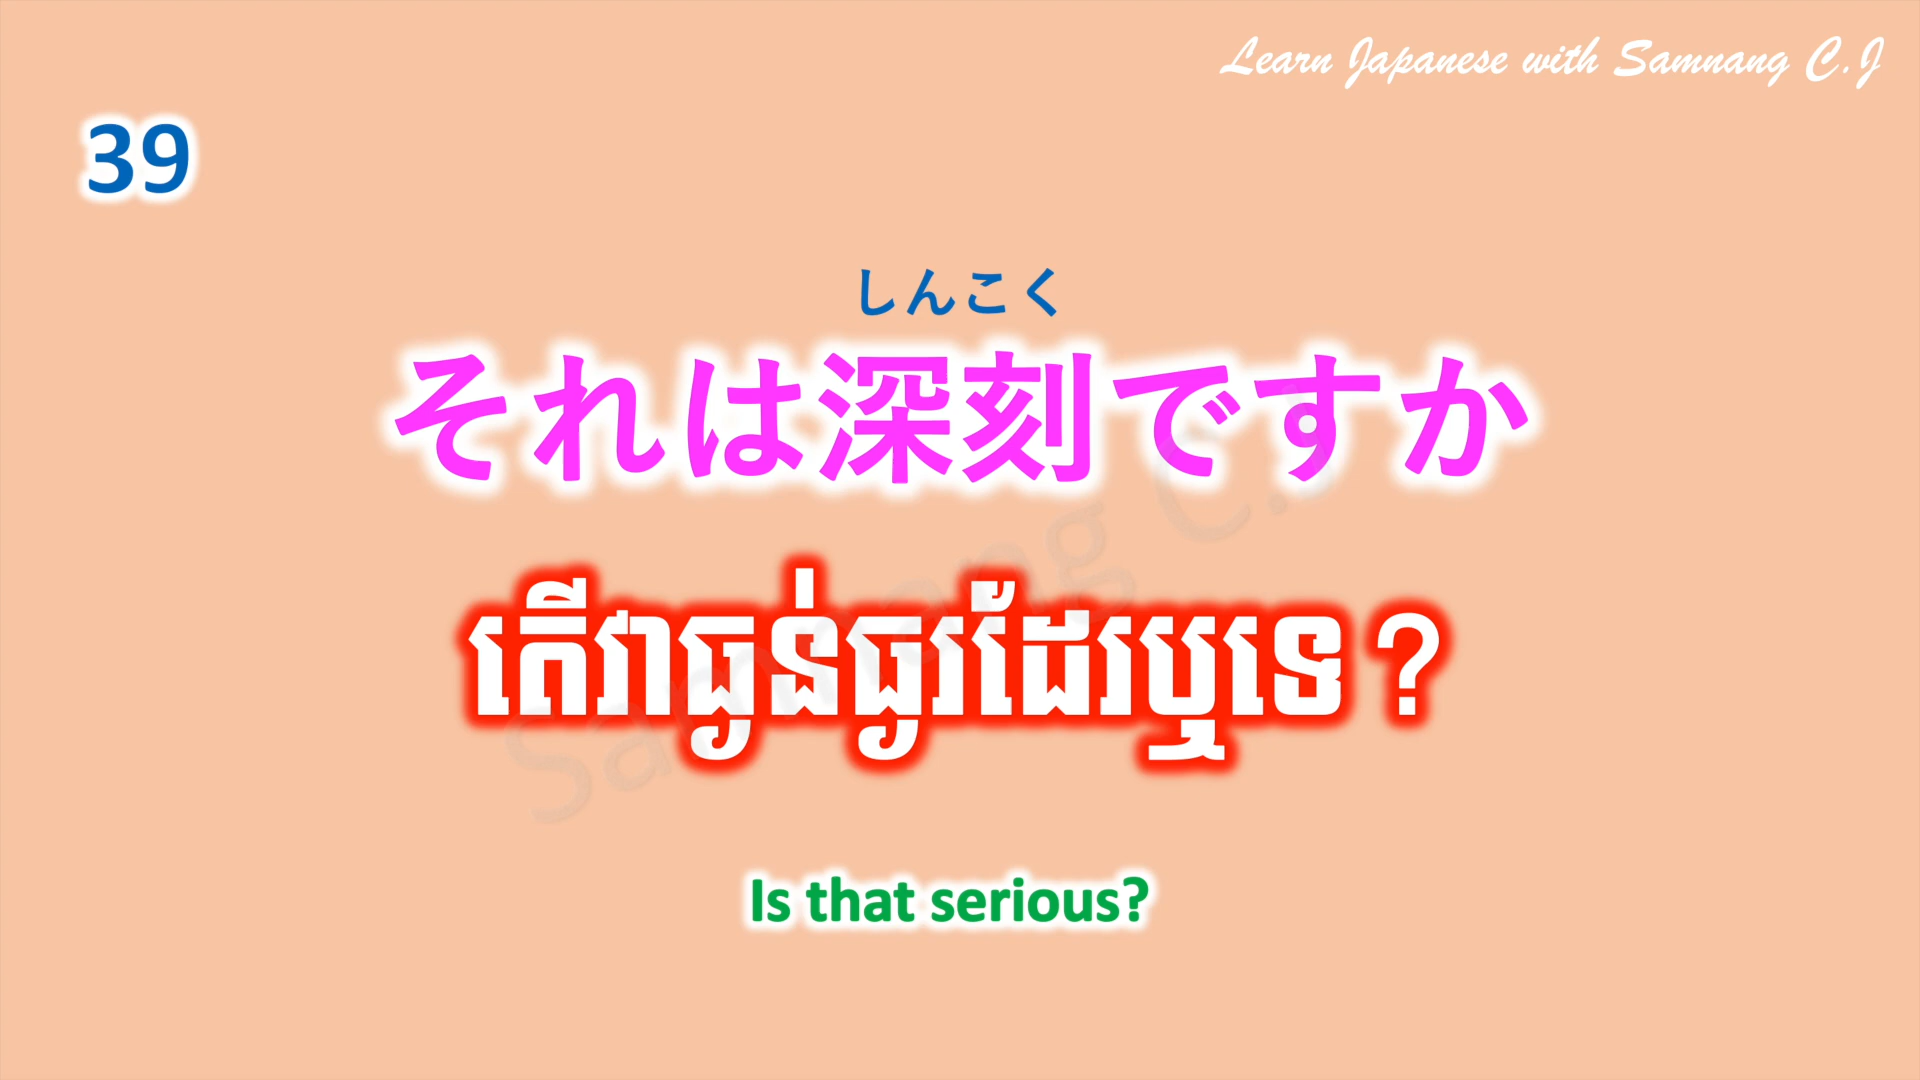 Learn Japanese with Samnang C.J
39
しんこく
それは深刻ですか
តើវាធ្ងន់ធ្ងរដែរឬទេ?
Is that serious?
Samnang C.J